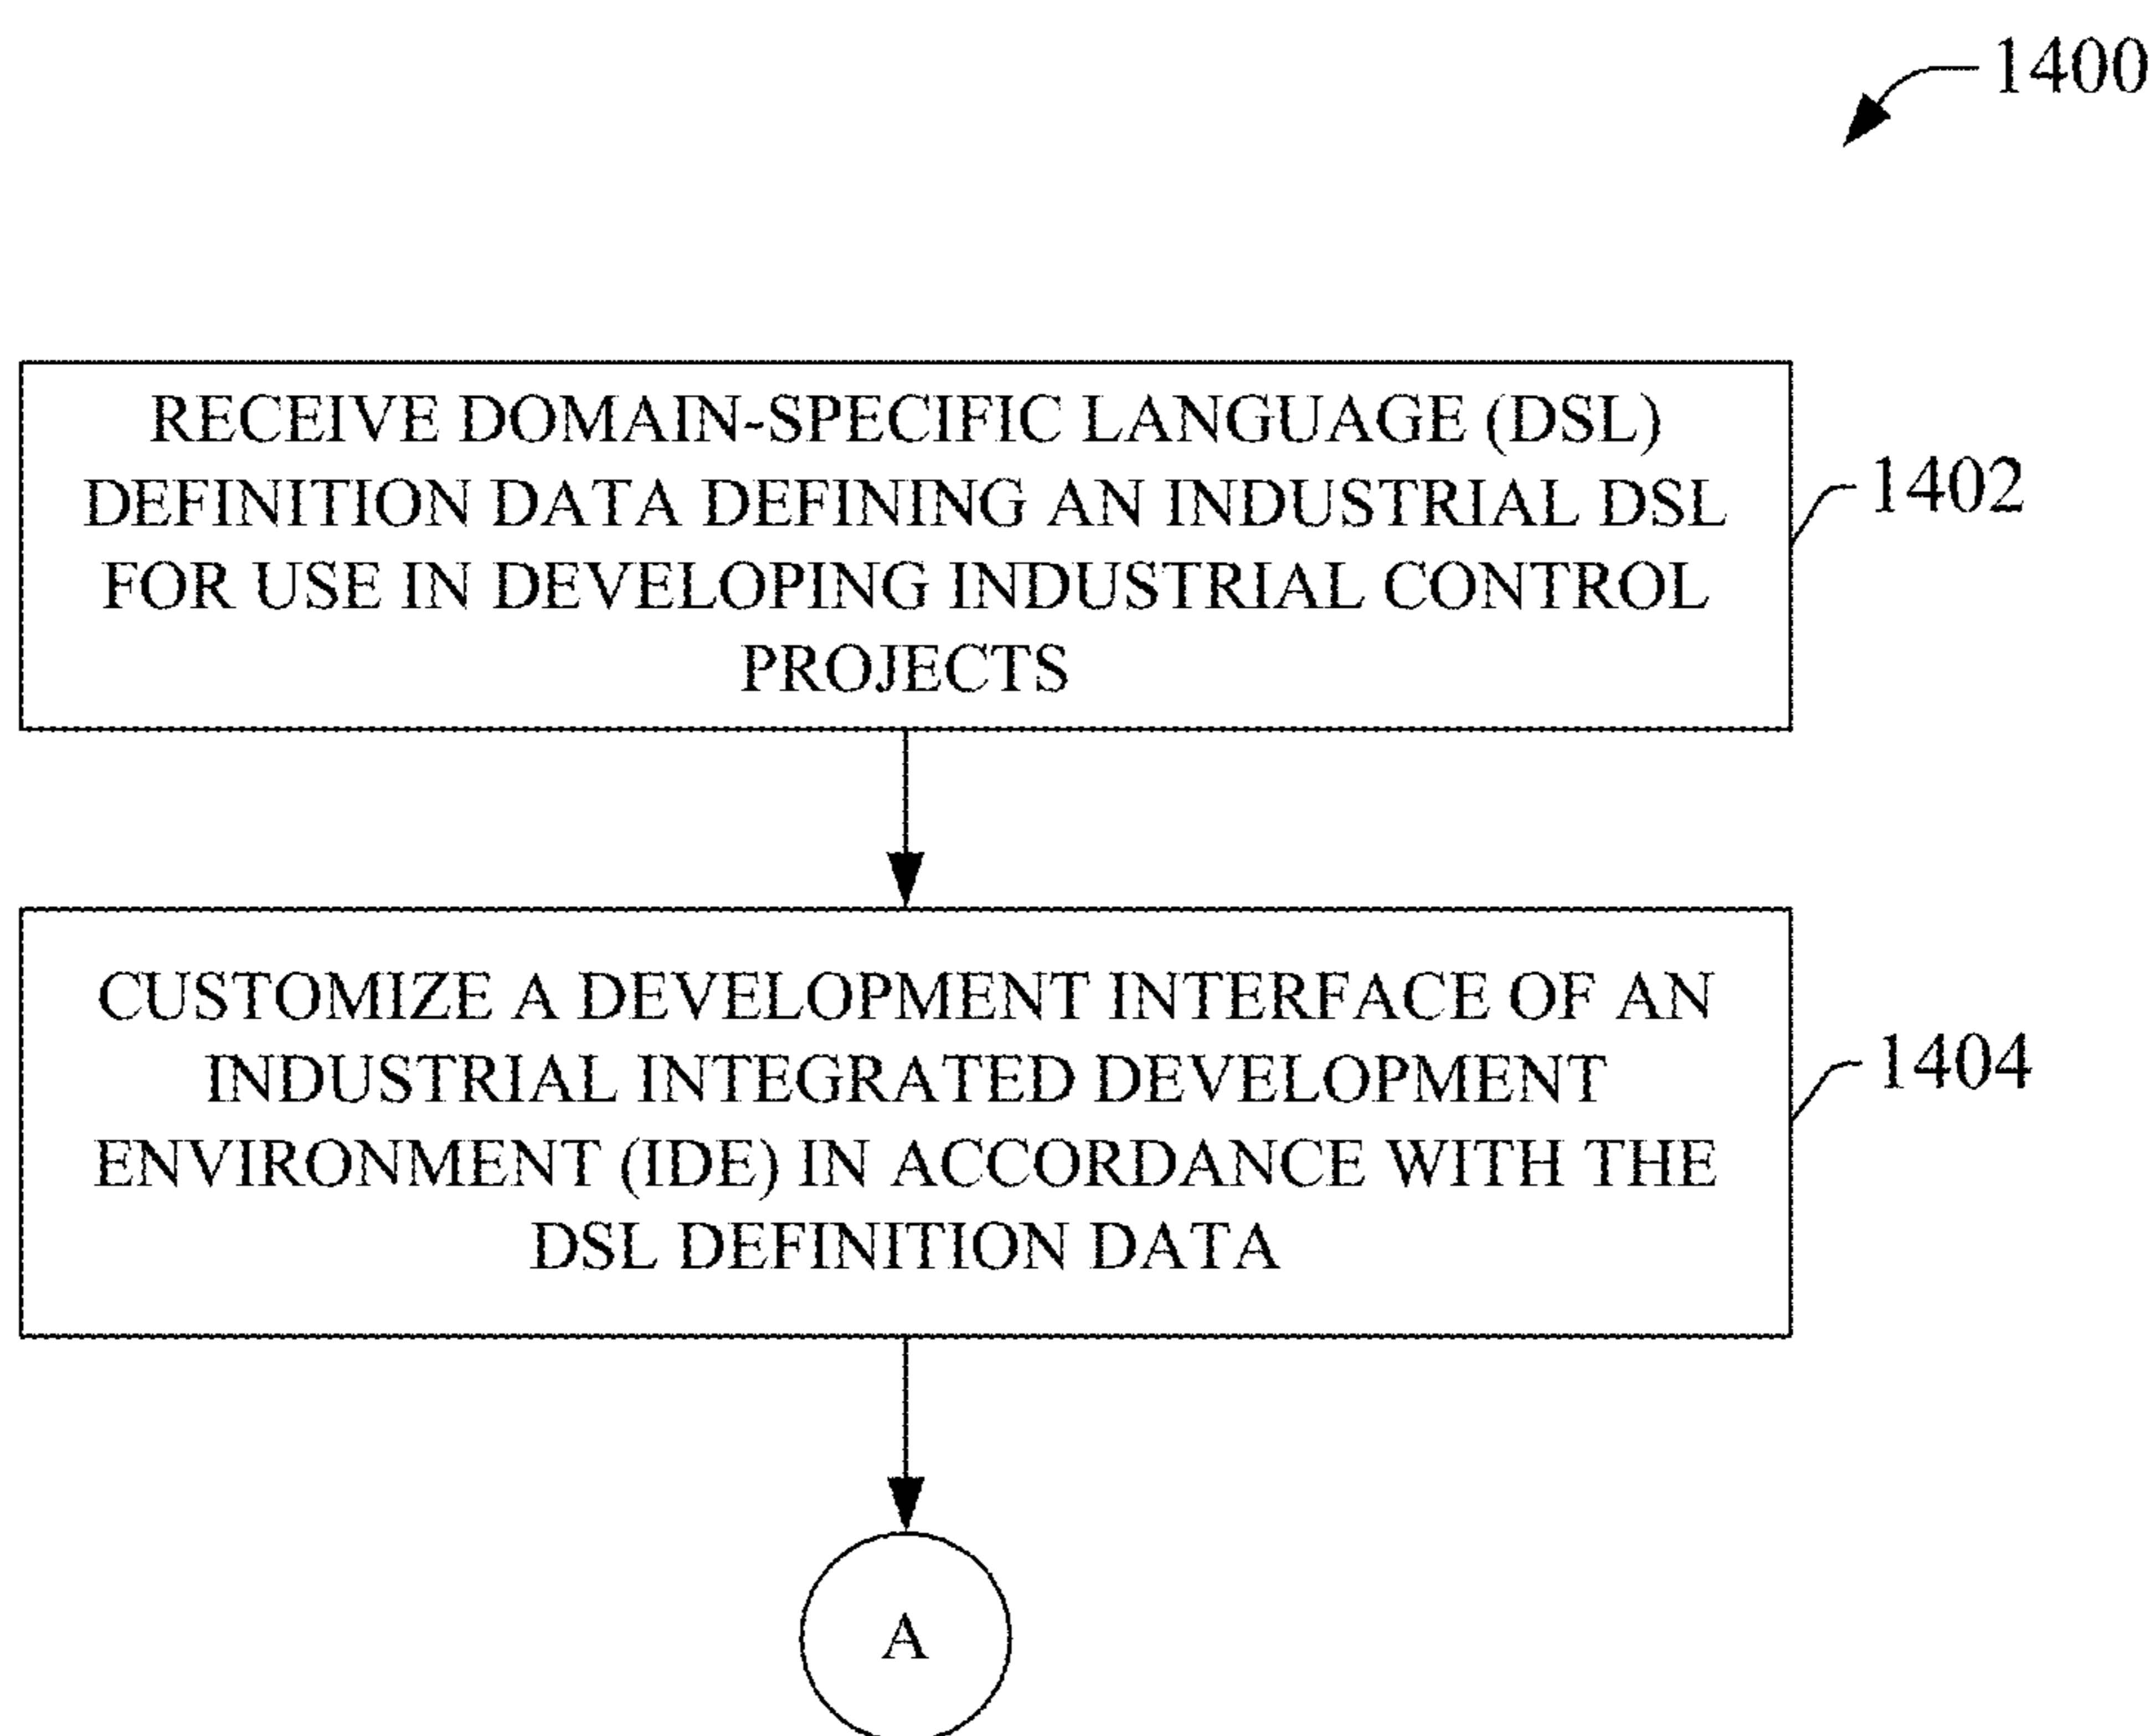 1400
RECEIVE DOMAIN-SPECIFIC LANGUAGE (DSL)
DEFINITION DATA DEFINING AN INDUSTRIAL DSL
FOR USE IN DEVELOPING INDUSTRIAL CONTROL
PROJECTS
1402
CUSTOMIZE A DEVELOPMENT INTERFACE OF AN
INDUSTRIAL INTEGRATED DEVELOPMENT
ENVIRONMENT (IDE) IN ACCORDANCE WITH THE
DSL DEFINITION DATA
1404
A